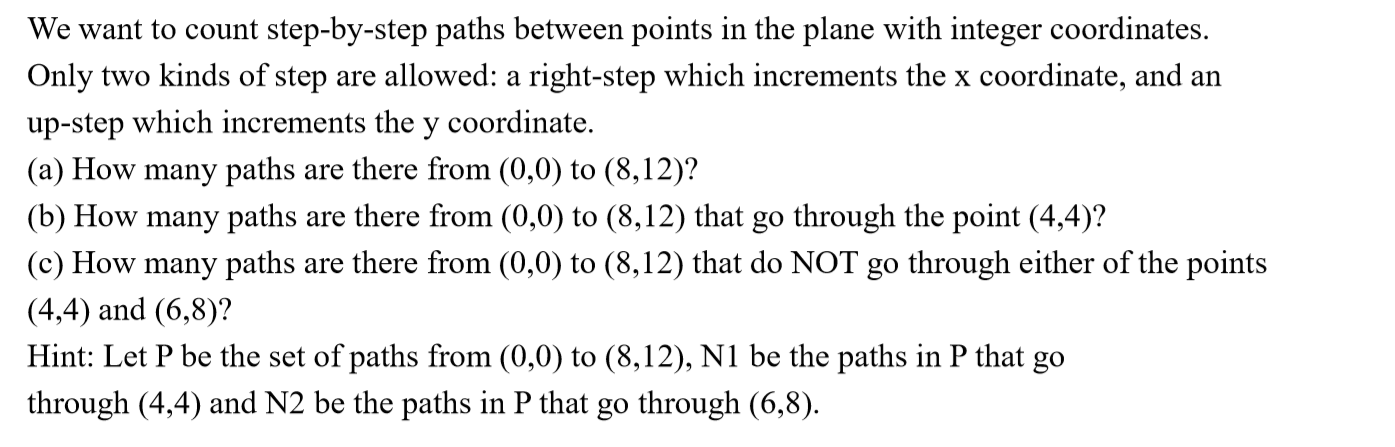 We want to count step-by-step paths between points in the plane with integer coordinates.
Only two kinds of step are allowed: a right-step which increments the x coordinate, and an
up-step which increments the y coordinate.
(a) How many paths are there from (0,0) to (8,12)?
(b) How many paths are there from (0,0) to (8,12) that go through the point (4,4)?
(c) How many paths are there from (0,0) to (8,12) that do NOT go through either of the points
(4,4) and (6,8)?
Hint: Let P be the set of paths from (0,0) to (8,12), N1 be the paths in P that go
through (4,4) and N2 be the paths in P that go through (6,8).